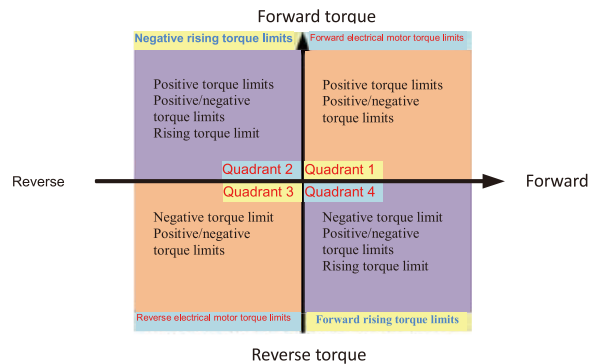 Forward torque
Negative rising torque limits
Forward electrical motor torque limits
Positive torque limits
Positive/negative
torque limits
Rising torque limit
Positive torque limits
Positive/negative
torque limits
Quadrant 2
Quadrant 1
Reverse
Forward
Quadrant 3
Quadrant 4
Negative torque limit
Positive/negative
torque limits
Negative torque limit
Positive/negative
torque limits
Rising torque limit
Reverse electrical motor torque limits
Forward rising torque limits
Reverse torque